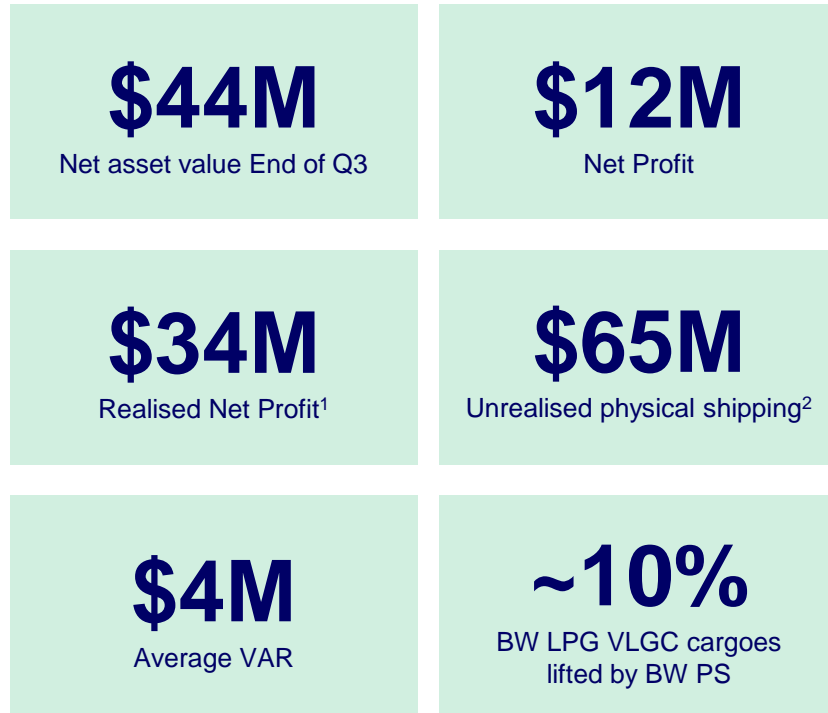 $44M
Net asset value End of Q3
$12M
Net Profit
$34M
Realised Net Profit¹
$65M
Unrealised physical shipping²
$4M
Average VAR
~10%
BW LPG VLGC cargoes
lifted by BW PS